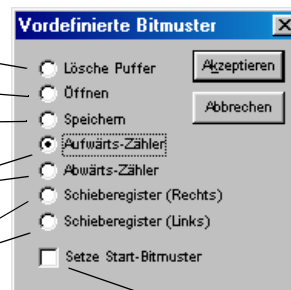 Vordefinierte Bitmuster
Lösche Puffer
Akzeptieren
Öffnen
Abbrechen
Speichern
Aufwärts-Zähler
Abwärts-Zähler
Schieberegister (Rechts)
Schieberegister (Links)
Setze Start-Bitmuster